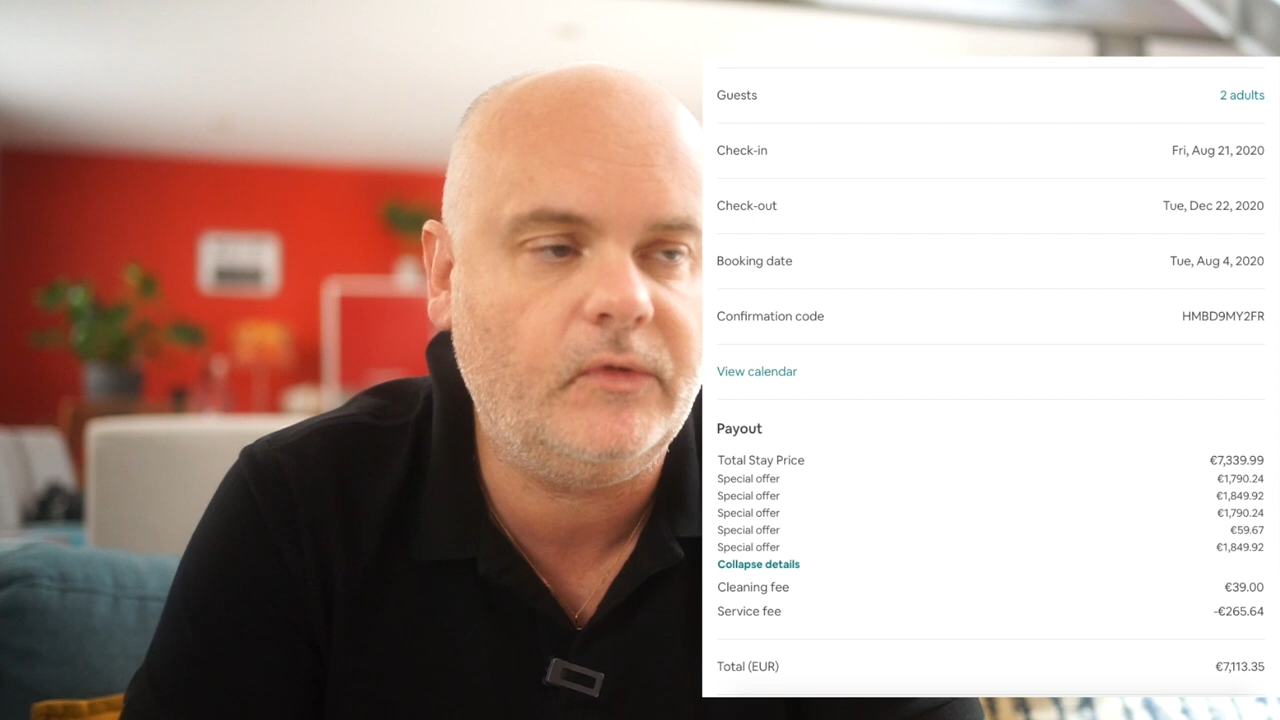 Guests 2 adults
Check-in Fri, Aug 21, 2020
Check-out Tue, Dec 22, 2020
Booking date Tue, Aug 4, 2020
Confirmation code HMBD9MY2FR
View calendar
Payout
Total Stay Price €7,339.99
Special offer €1,790.24
Special offer €1,849.92
Special offer €1,790.24
Special offer €59.67
Special offer €1,849.92
Collapse details
Cleaning fee €39.00
Service fee -€265.64
Total (EUR) €7,113.35